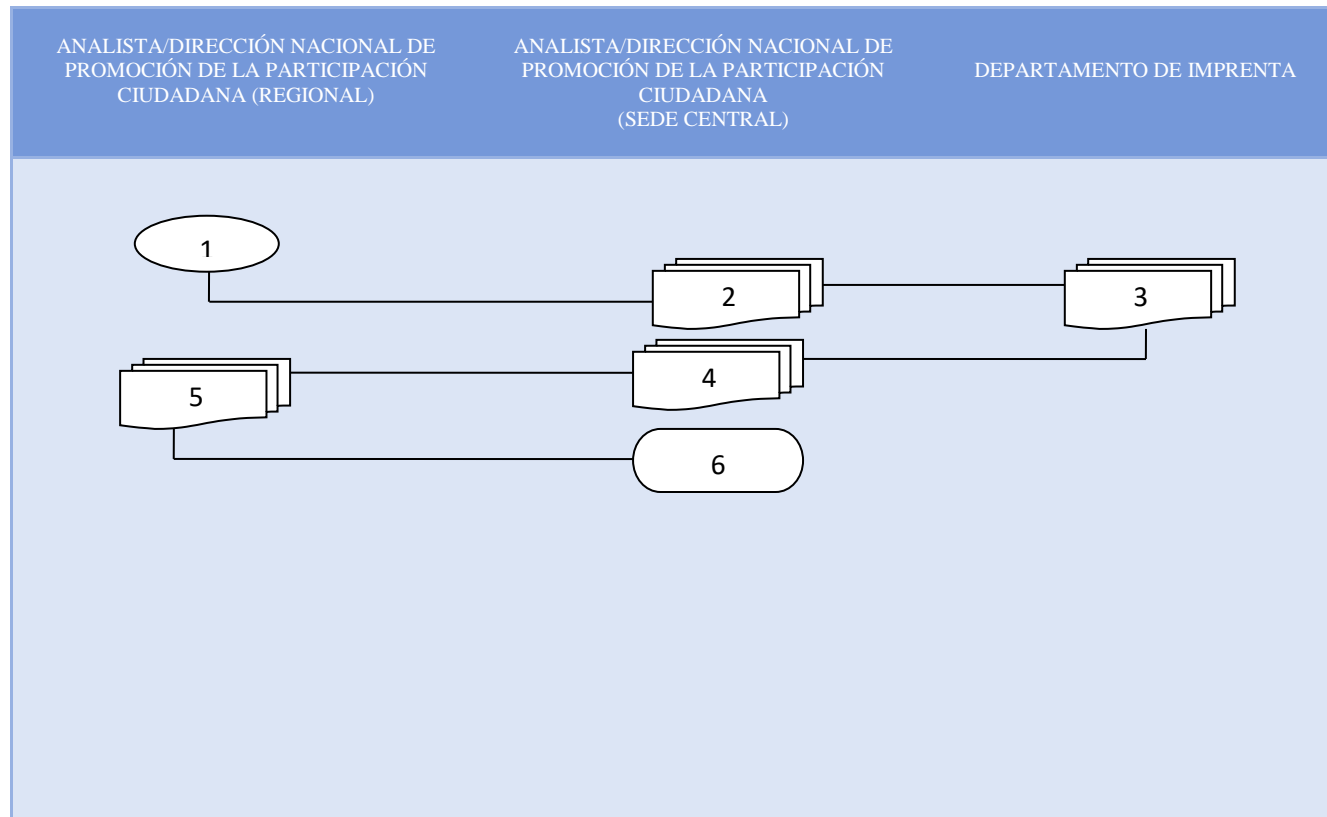 ANALISTA/DIRECCIÓN NACIONAL DE
PROMOCIÓN DE LA PARTICIPACIÓN
CIUDADANA (REGIONAL)
ANALISTA/DIRECCIÓN NACIONAL DE
PROMOCIÓN DE LA PARTICIPACIÓN
CIUDADANA
(SEDE CENTRAL)
DEPARTAMENTO DE IMPRENTA
1
2
3
4
5
6